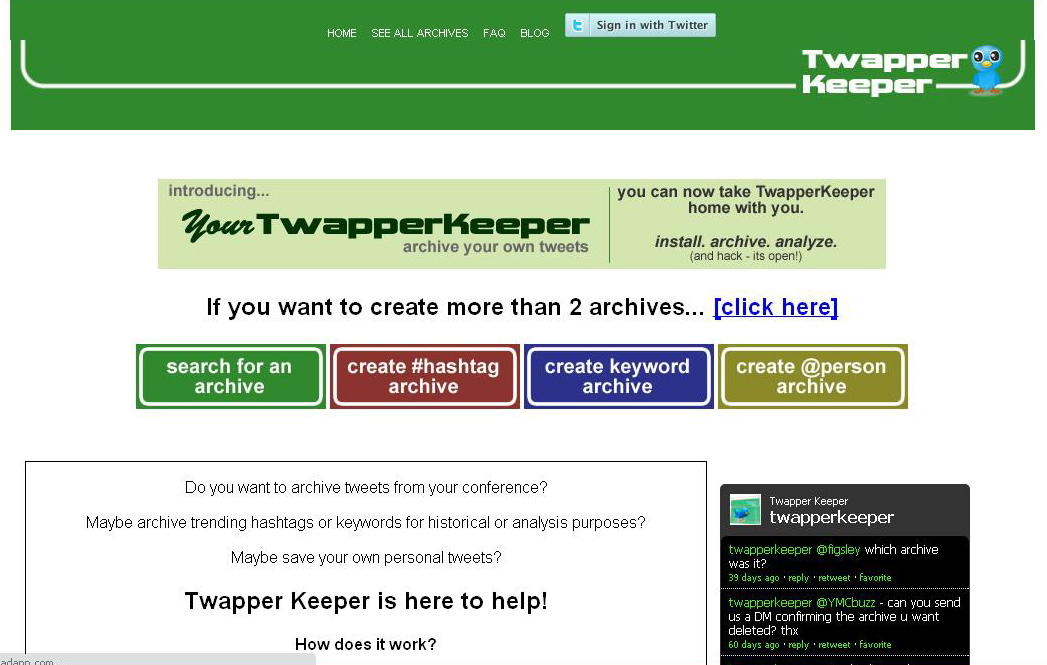 HOME SEE ALL ARCHIVES FAQ BLOG Sign in with Twitter
Twapper
Keeper
introducing...
YourTwapperKeeper
archive your own tweets
you can now take TwapperKeeper
home with you.
install. archive. analyze.
(and hack - its open!)
If you want to create more than 2 archives... [click here]
search for an
archive
create #hashtag
archive
create keyword
archive
create @person
archive
Do you want to archive tweets from your conference?
Maybe archive trending hashtags or keywords for historical or analysis purposes?
Maybe save your own personal tweets?
Twapper Keeper is here to help!
How does it work?
Twapper Keeper
twapperkeeper
twapperkeeper @figsley which archive
was it?
39 days ago · reply · retweet · favorite
twapperkeeper @YMCbuzz - can you send
us a DM confirming the archive u want
deleted? thx
60 days ago · reply · retweet · favorite